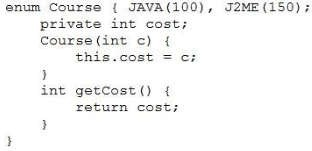 enum Course { JAVA(100), J2ME(150);
    private int cost;
    Course(int c) {
        this.cost = c;
    }
    int getCost() {
        return cost;
    }
}